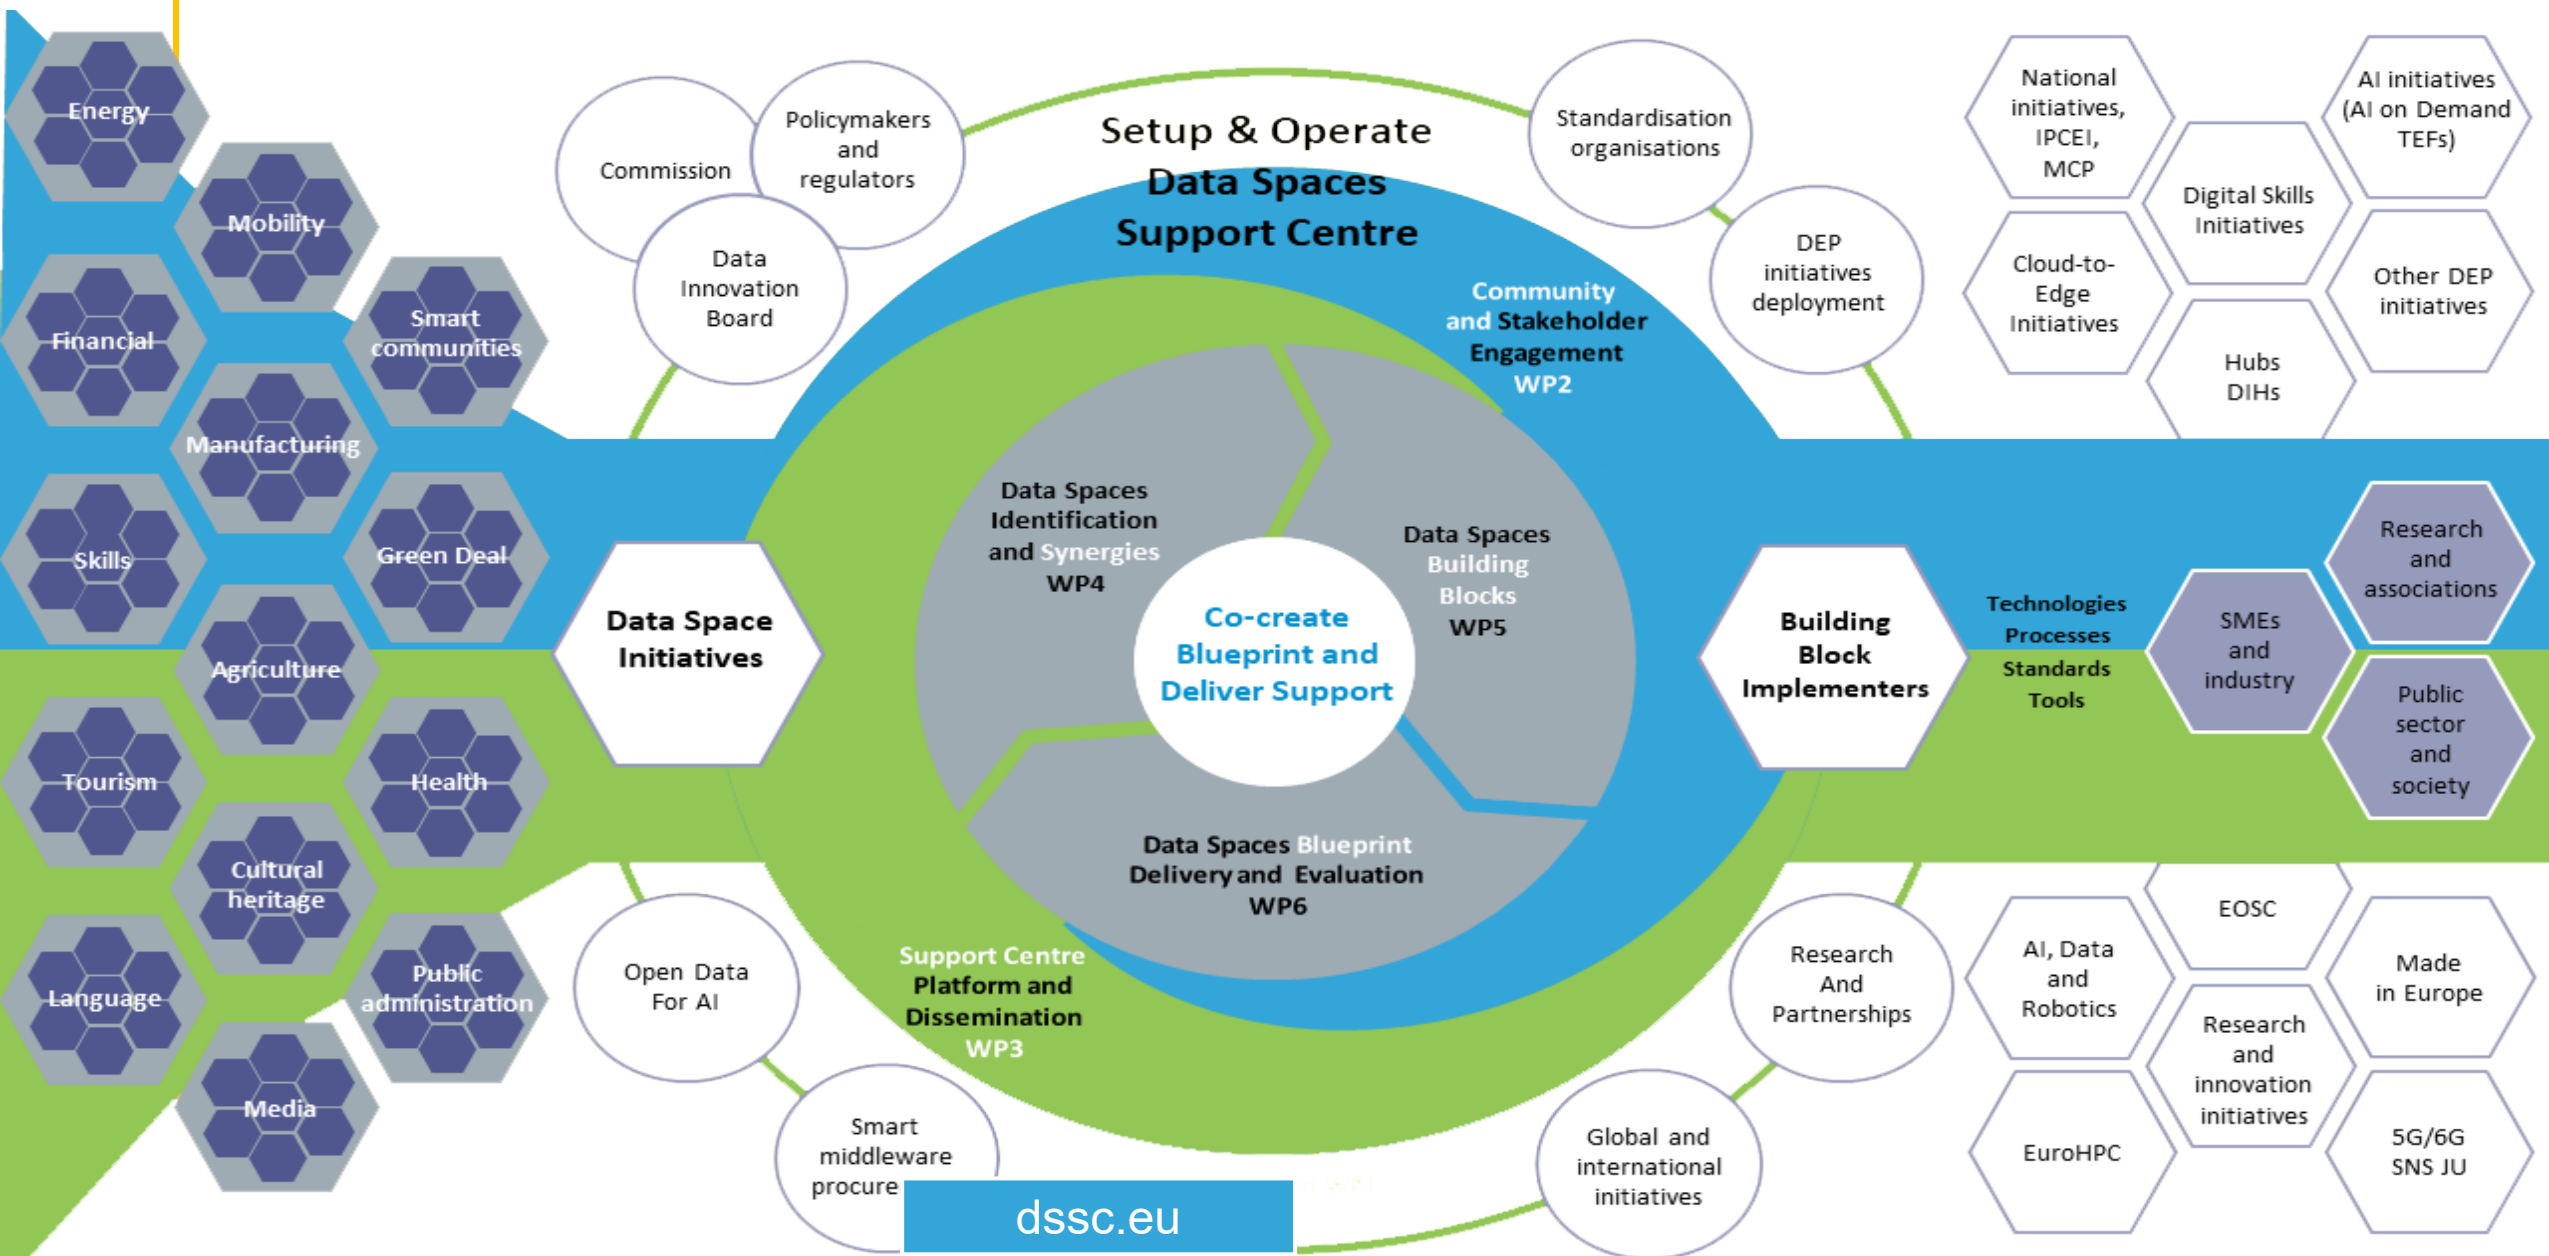 Energy
Mobility
Financial
Smart
communities
Manufacturing
Skills
Green Deal
Agriculture
Tourism
Health
Cultural
heritage
Language
Public
administration
Media
Commission
Policymakers
and
regulators
Data
Innovation
Board
Setup & Operate
Data Spaces
Support Centre
Standardisation
organisations
DEP
initiatives
deployment
Community
and Stakeholder
Engagement
WP2
Data Space
Initiatives
Data Spaces
Identification
and Synergies
WP4
Data Spaces
Building
Blocks
WP5
Co-create
Blueprint and
Deliver Support
Data Spaces Blueprint
Delivery and Evaluation
WP6
Support Centre
Platform and
Dissemination
WP3
Building
Block
Implementers
Technologies
Processes
Standards
Tools
Open Data
For AI
Smart
middleware
procure
dssc.eu
Global and
international
initiatives
Research
And
Partnerships
National
initiatives,
IPCEI,
MCP
AI initiatives
(AI on Demand
TEFs)
Digital Skills
Initiatives
Cloud-to-
Edge
Initiatives
Other DEP
initiatives
Hubs
DIHs
Research
and
associations
SMEs
and
industry
Public
sector
and
society
EOSC
AI, Data
and
Robotics
Made
in Europe
Research
and
innovation
initiatives
EuroHPC
5G/6G
SNS JU